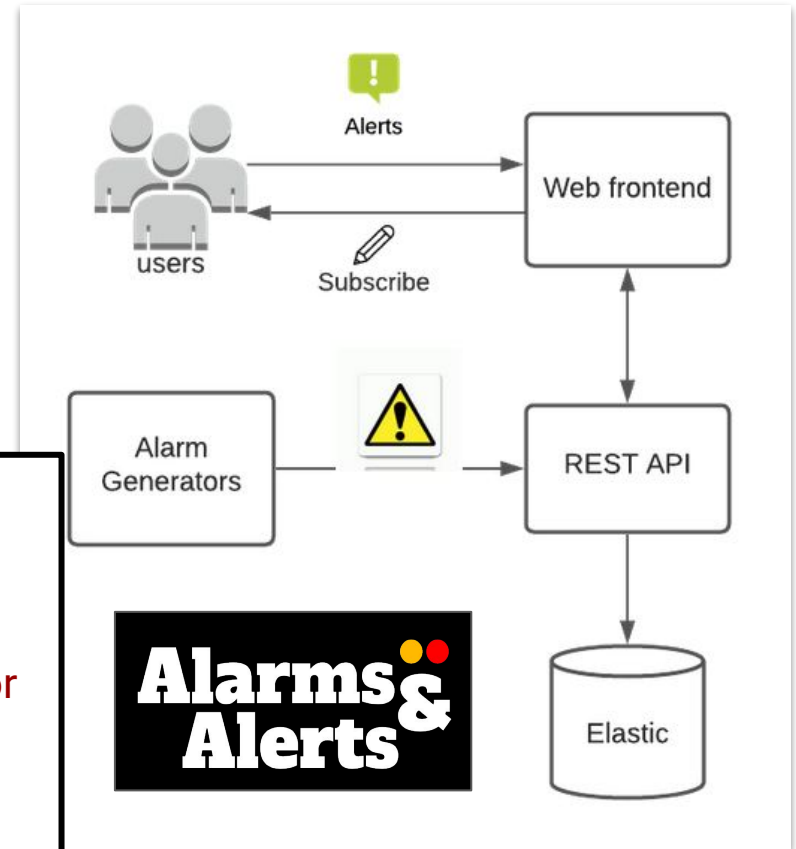 !
Alerts
Web frontend
users
Subscribe
Alarm
Generators
REST API
Alarms&
Alerts
Elastic